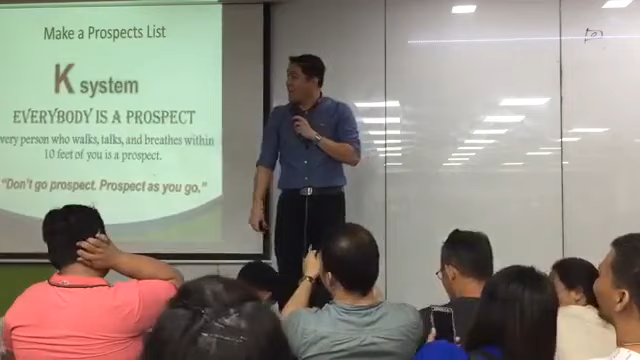 Make a Prospects List
K system
EVERYBODY IS A PROSPECT
every person who walks, talks, and breathes within
10 feet of you is a prospect.
"Don't go prospect. Prospect as you go."